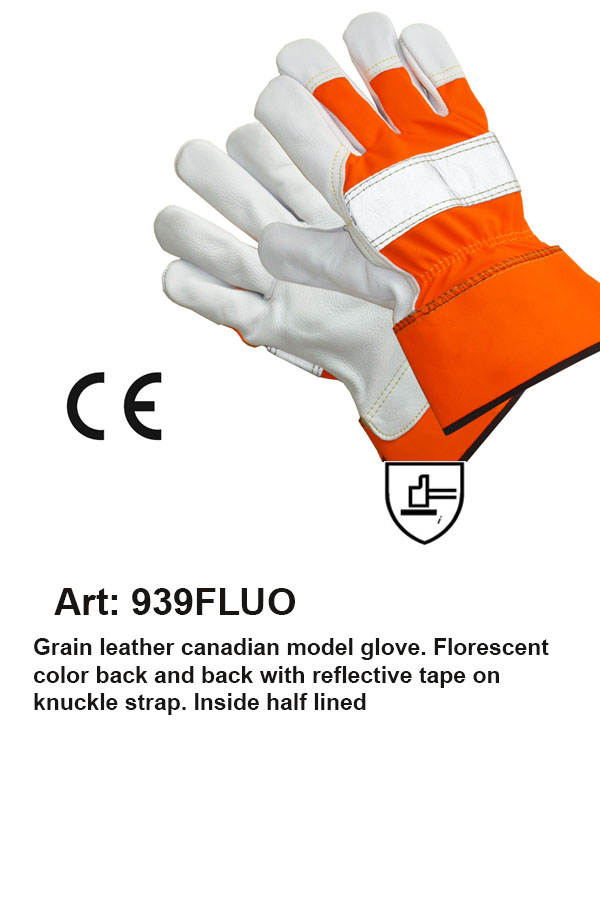 CE
i
Art: 939FLUO
Grain leather canadian model glove. Florescent
color back and back with reflective tape on
knuckle strap. Inside half lined